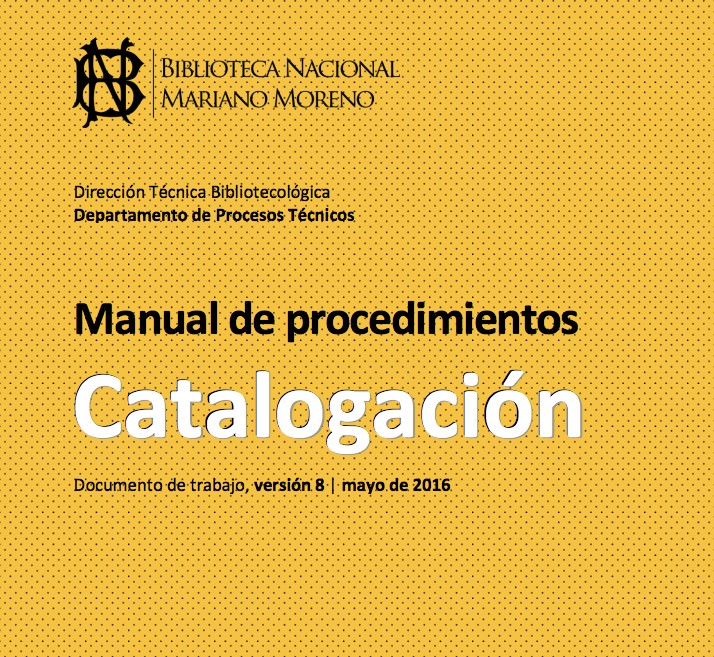 BIBLIOTECA NACIONAL
MARIANO MORENO
Dirección Técnica Bibliotecológica
Departamento de Procesos Técnicos
Manual de procedimientos
Catalogación
Documento de trabajo, versión 8 | mayo de 2016